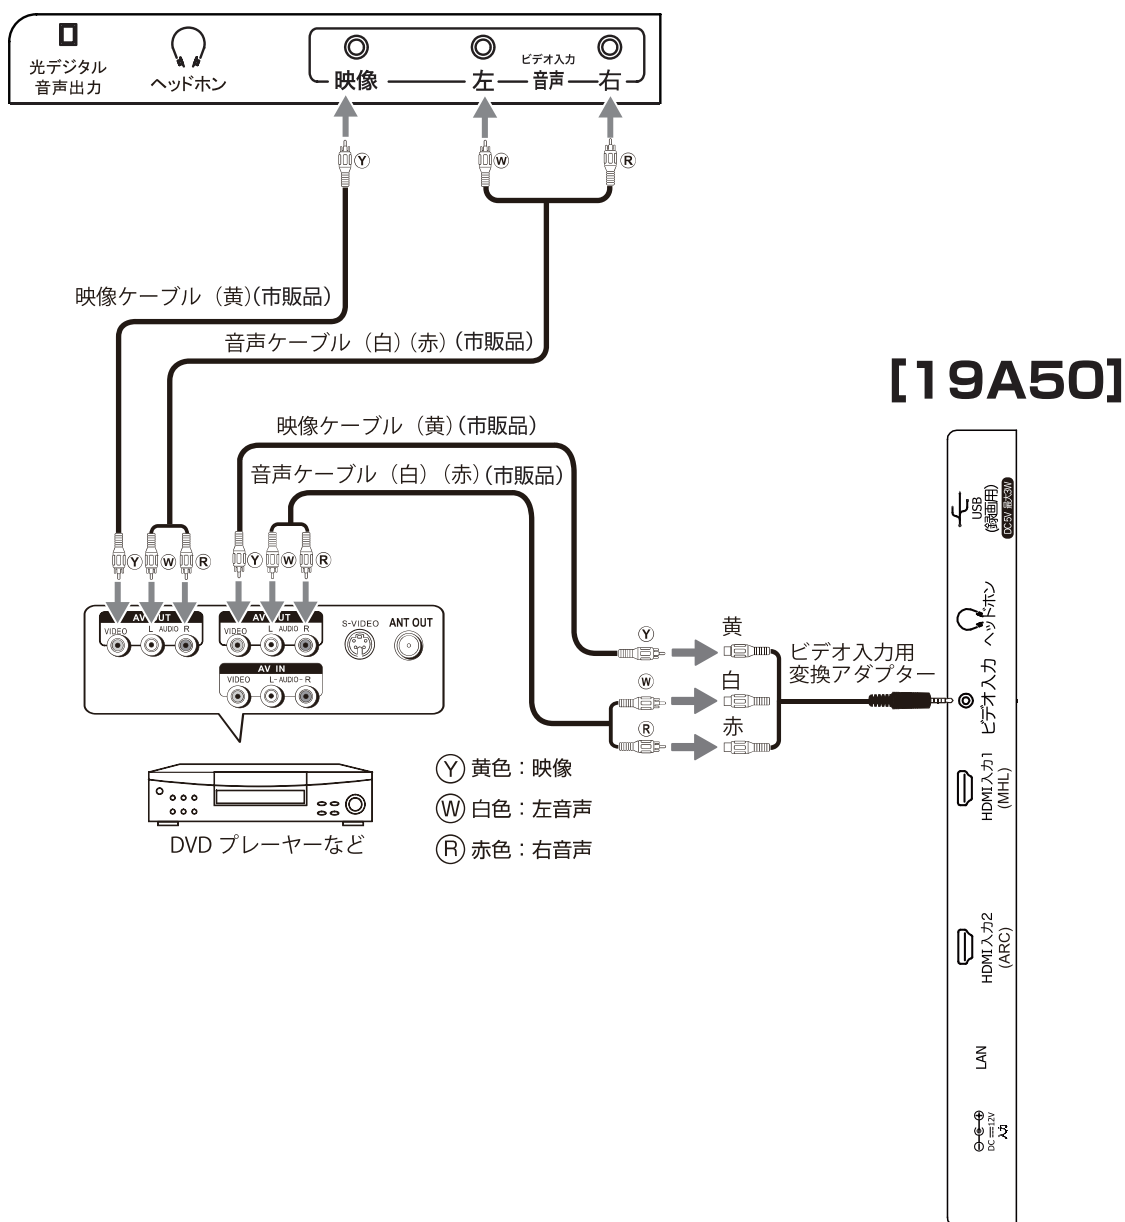 光デジタル
音声出力
ヘッドホン
映像
左
ビデオ入力
音声
右
Y
W
R
映像ケーブル（黄）（市販品）
音声ケーブル（白）（赤）（市販品）
[19A50]
映像ケーブル（黄）（市販品）
音声ケーブル（白）（赤）（市販品）
Y W R
Y W R
AV OUT
VIDEO L AUDIO R
AV OUT
VIDEO L AUDIO R
S-VIDEO
ANT OUT
AV IN
VIDEO L-AUDIO-R
Y
黄
W
白
R
赤
ビデオ入力用
変換アダプター
Y 黄色：映像
W 白色：左音声
R 赤色：右音声
DVD プレーヤーなど
USB
(録画用)
DC5V 最大3W
ヘッドホン
ビデオ入力
HDMI入力1
(MHL)
HDMI入力2
(ARC)
LAN
DC 12V
入力